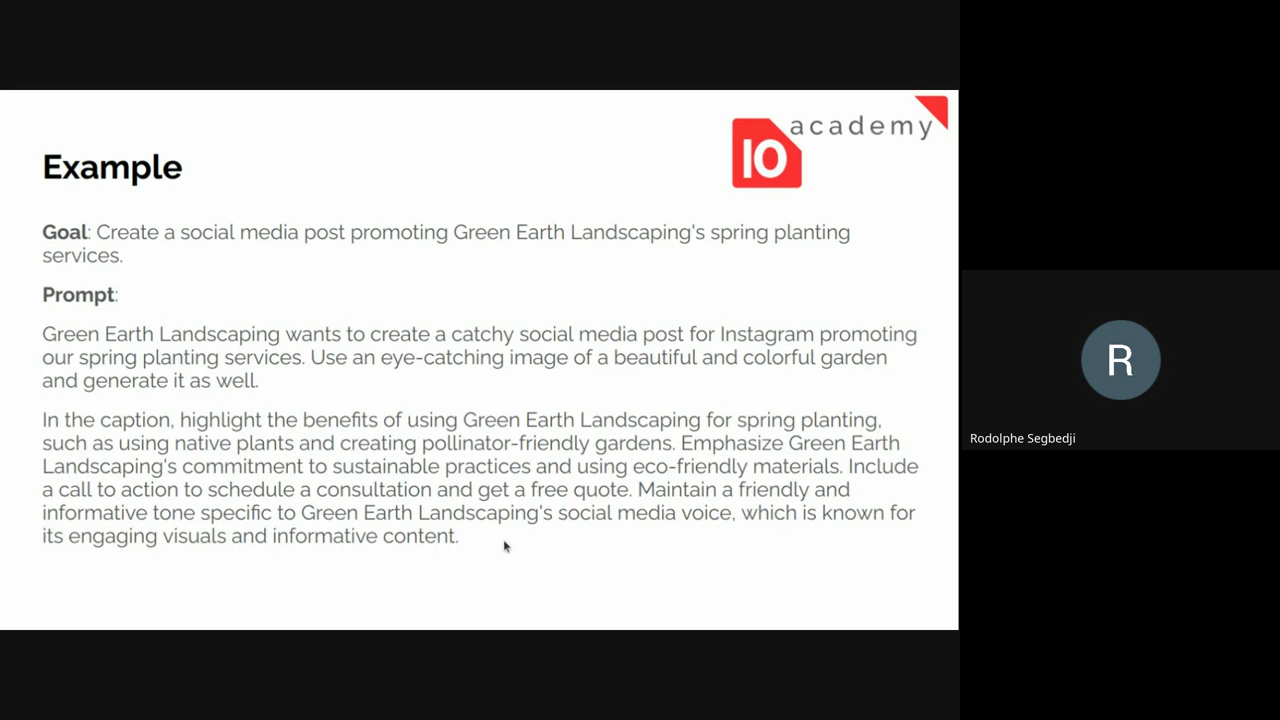 academy
10
Example
Goal: Create a social media post promoting Green Earth Landscaping's spring planting
services.
Prompt:
Green Earth Landscaping wants to create a catchy social media post for Instagram promoting
our spring planting services. Use an eye-catching image of a beautiful and colorful garden
and generate it as well.
In the caption, highlight the benefits of using Green Earth Landscaping for spring planting,
such as using native plants and creating pollinator-friendly gardens. Emphasize Green Earth
Landscaping's commitment to sustainable practices and using eco-friendly materials. Include
a call to action to schedule a consultation and get a free quote. Maintain a friendly and
informative tone specific to Green Earth Landscaping's social media voice, which is known for
its engaging visuals and informative content.
R
Rodolphe Segbedji